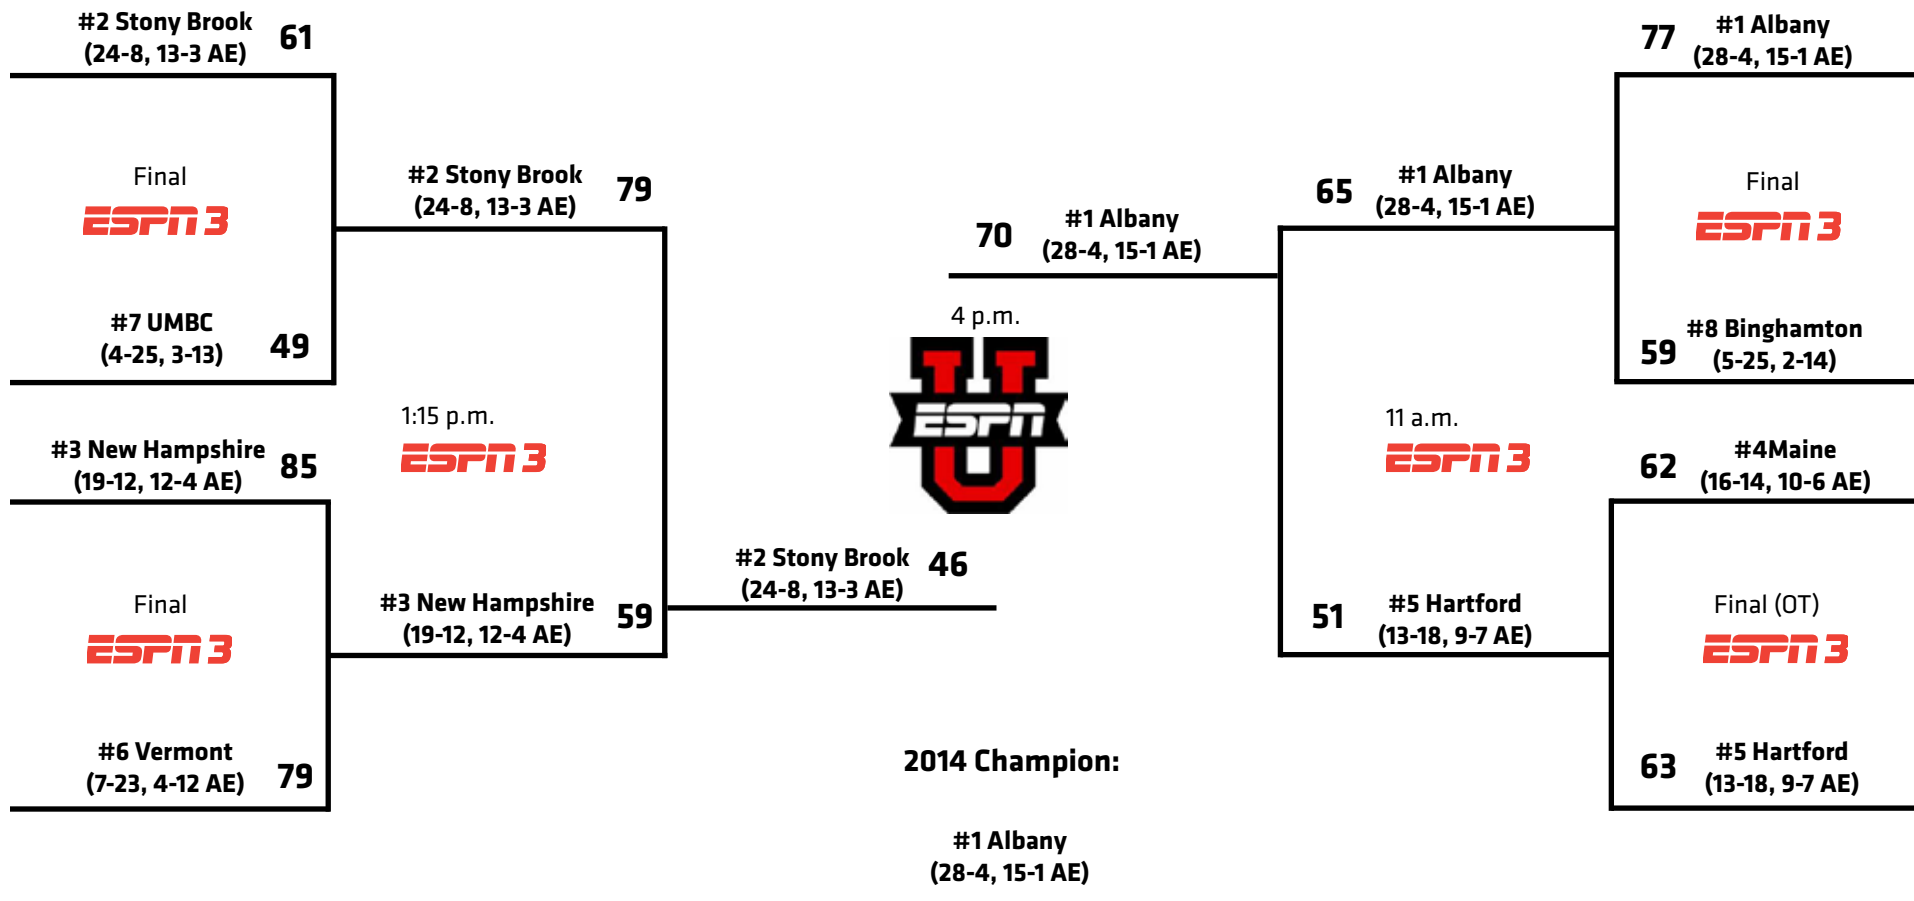 #2 Stony Brook
(24-8, 13-3 AE)
61
Final
ESPN 3
#7 UMBC
(4-25, 3-13)
49
#3 New Hampshire
(19-12, 12-4 AE)
85
Final
ESPN 3
#6 Vermont
(7-23, 4-12 AE)
79
#2 Stony Brook
(24-8, 13-3 AE)
79
1:15 p.m.
ESPN 3
#3 New Hampshire
(19-12, 12-4 AE)
59
#2 Stony Brook
(24-8, 13-3 AE)
46
70
#1 Albany
(28-4, 15-1 AE)
4 p.m.
U
ESPN
2014 Champion:
#1 Albany
(28-4, 15-1 AE)
65
#1 Albany
(28-4, 15-1 AE)
11 a.m.
ESPN 3
51
#5 Hartford
(13-18, 9-7 AE)
77
#1 Albany
(28-4, 15-1 AE)
Final
ESPN 3
59
#8 Binghamton
(5-25, 2-14)
62
#4Maine
(16-14, 10-6 AE)
Final (OT)
ESPN 3
63
#5 Hartford
(13-18, 9-7 AE)